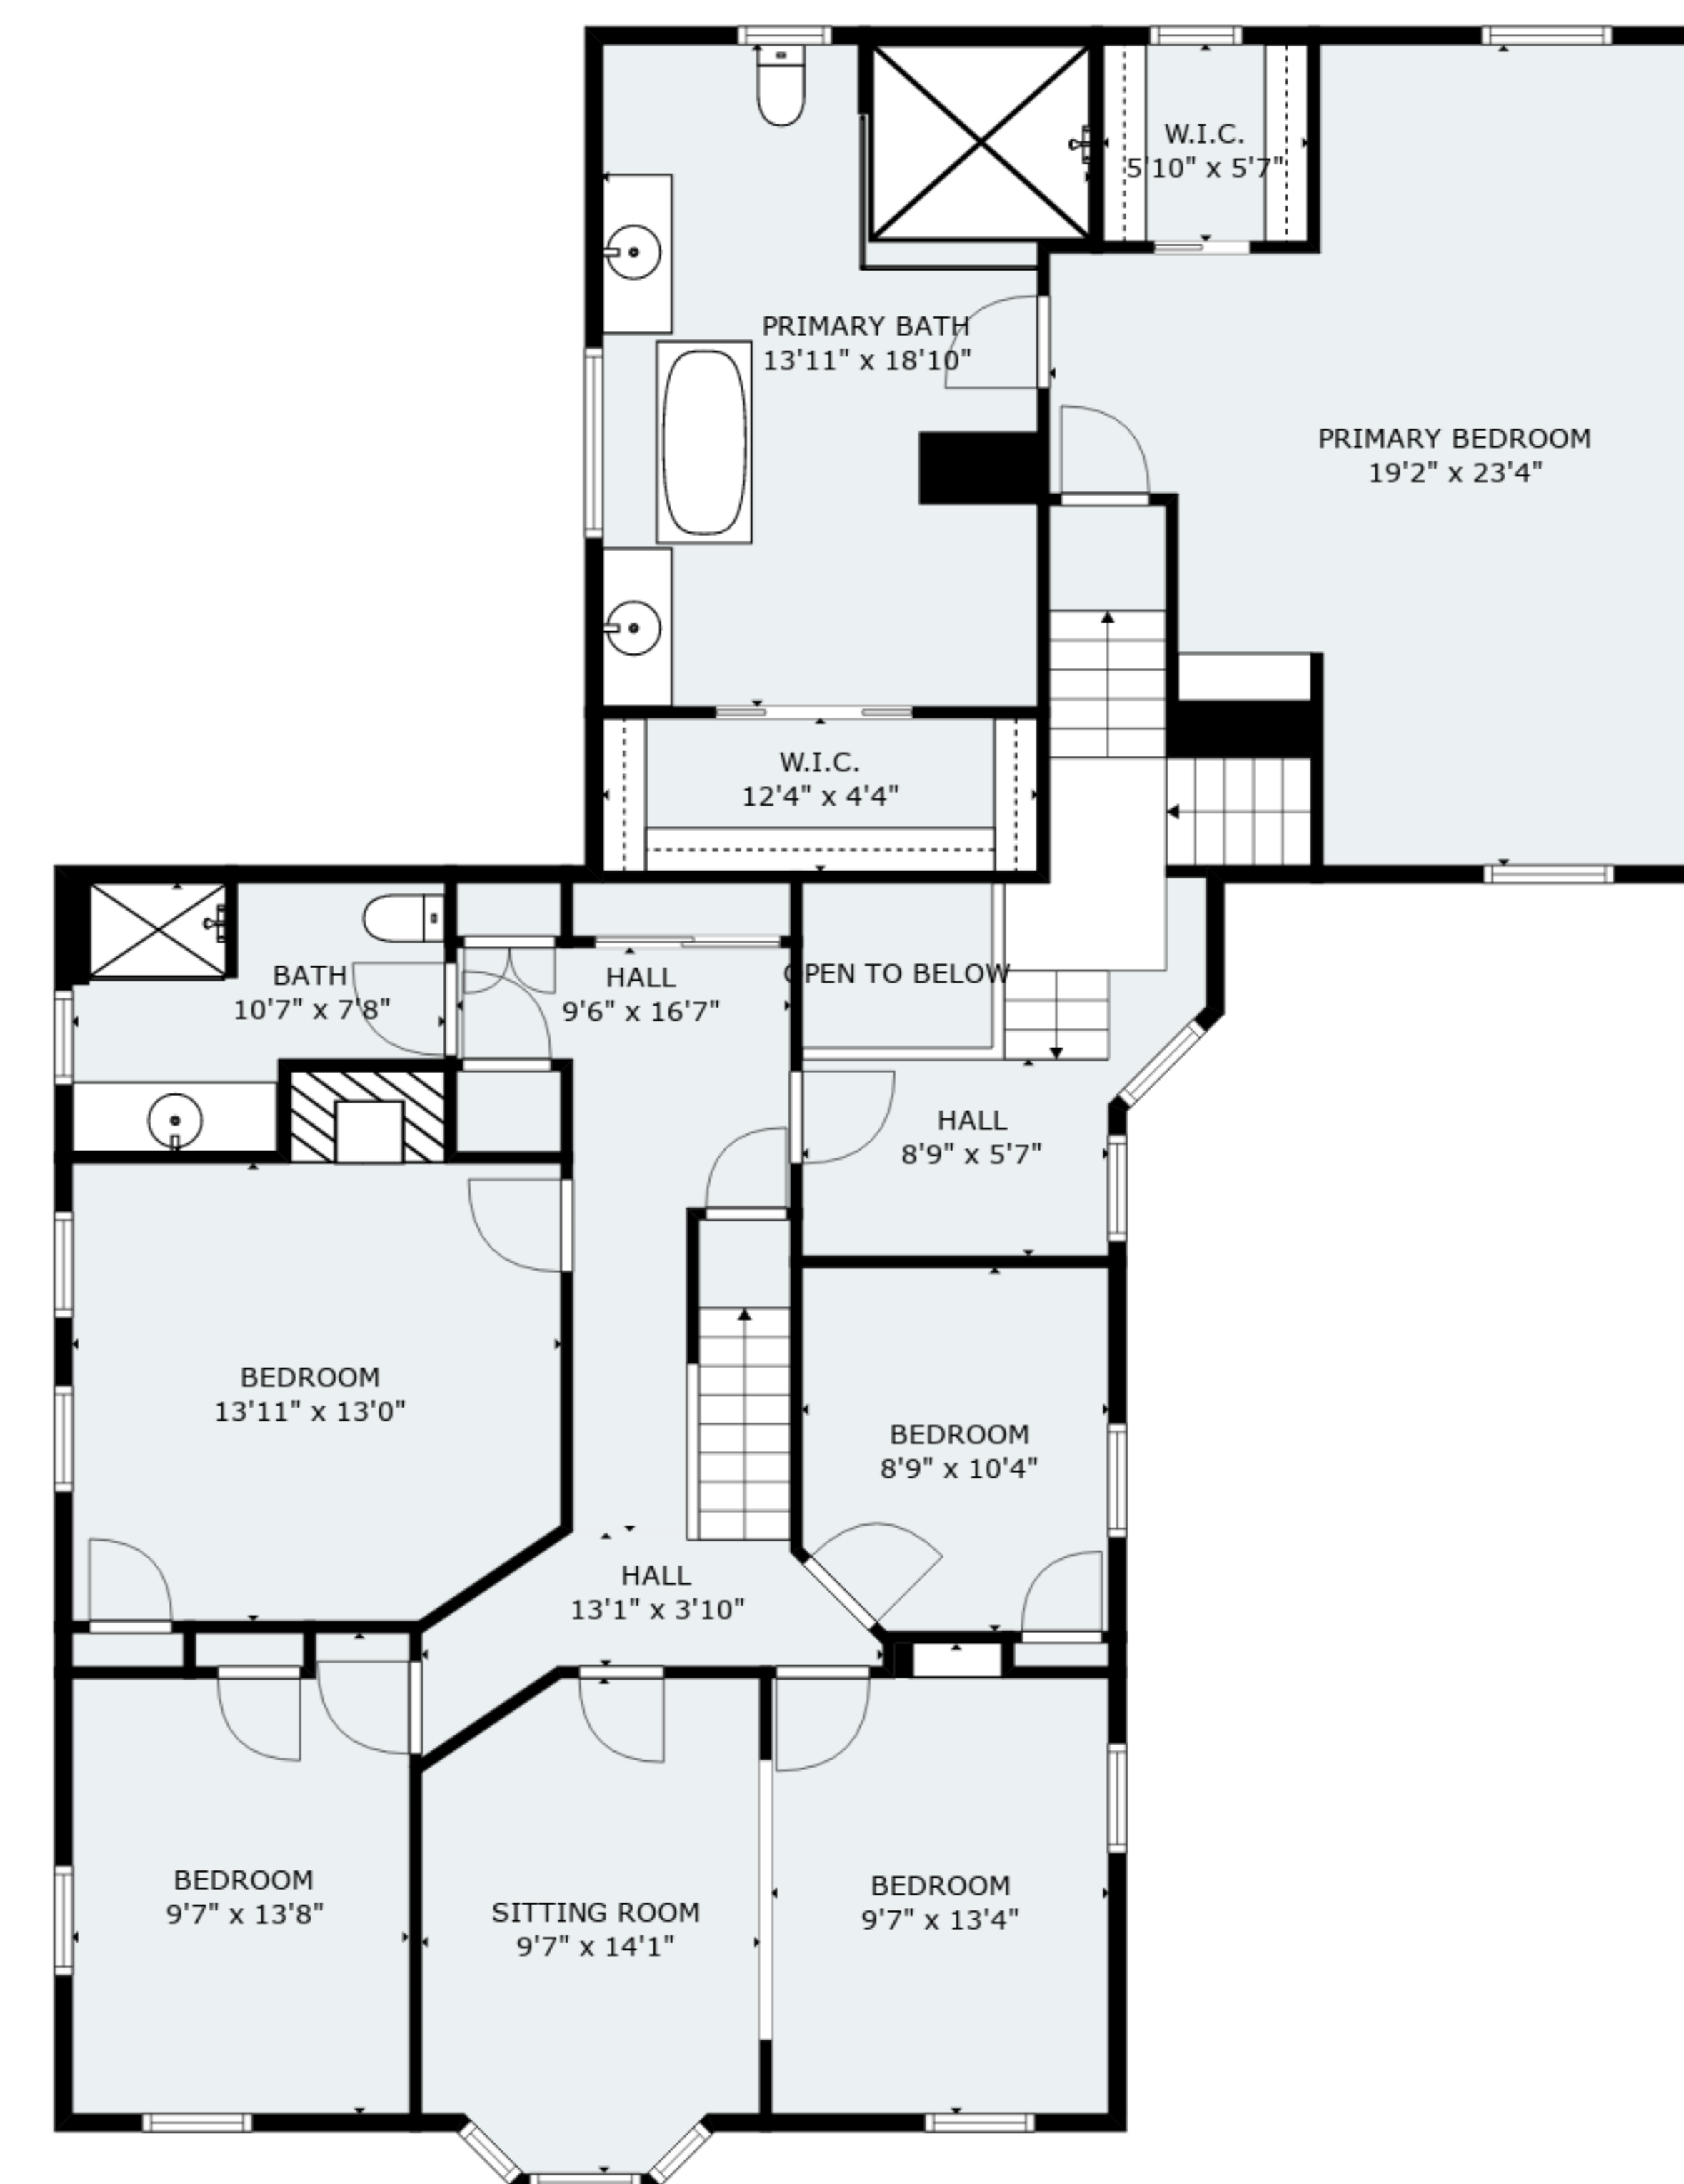 W.I.C.
5'10" x 5'7"
PRIMARY BATH
13'11" x 18'10"
PRIMARY BEDROOM
19'2" x 23'4"
W.I.C.
12'4" x 4'4"
BATH
10'7" x 7'8"
HALL
9'6" x 16'7"
OPEN TO BELOW
HALL
8'9" x 5'7"
BEDROOM
13'11" x 13'0"
BEDROOM
8'9" x 10'4"
HALL
13'1" x 3'10"
BEDROOM
9'7" x 13'8"
SITTING ROOM
9'7" x 14'1"
BEDROOM
9'7" x 13'4"